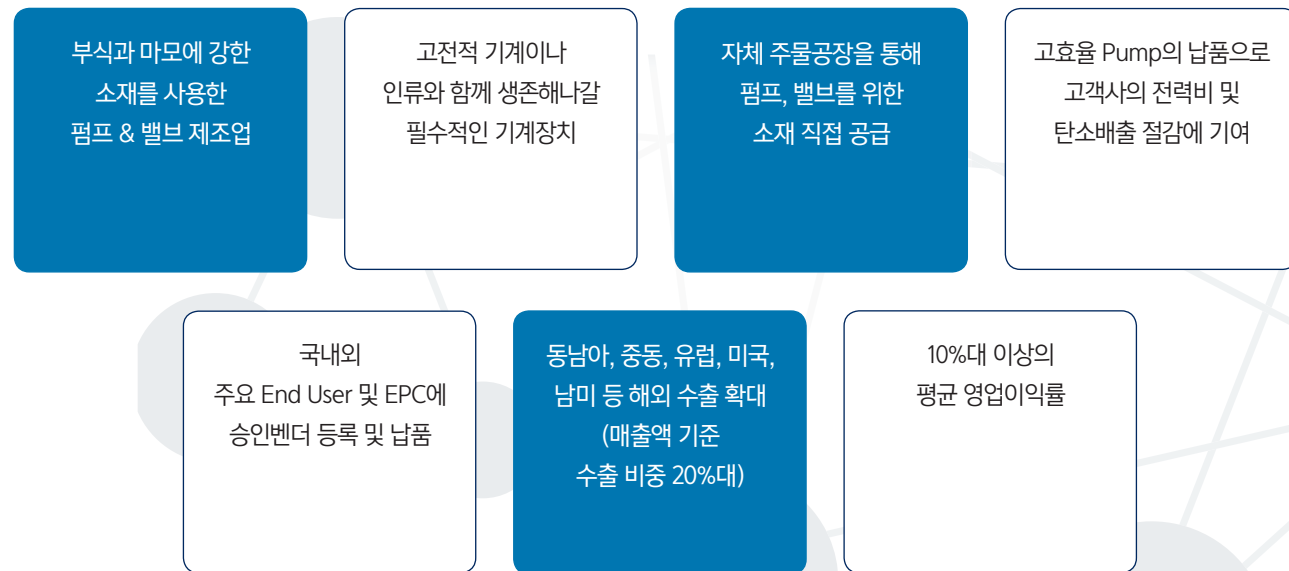 부식과 마모에 강한
소재를 사용한
펌프 & 밸브 제조업
고전적 기계이나
인류와 함께 생존해나갈
필수적인 기계장치
자체 주물공장을 통해
펌프, 밸브를 위한
소재 직접 공급
고효율 Pump의 납품으로
고객사의 전력비 및
탄소배출 절감에 기여
국내외
주요 End User 및 EPC에
승인벤더 등록 및 납품
동남아, 중동, 유럽, 미국,
남미 등 해외 수출 확대
(매출액 기준
수출 비중 20%대)
10%대 이상의
평균 영업이익률